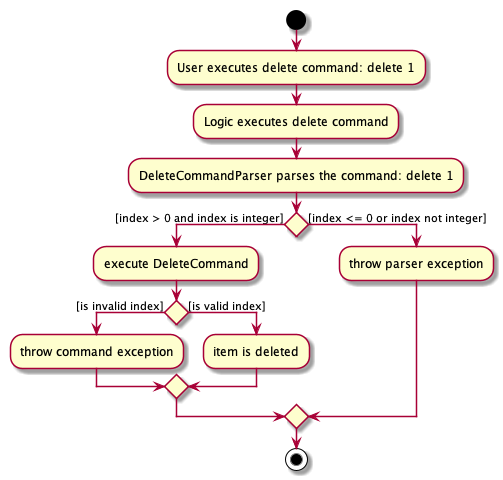 User executes delete command: delete 1
Logic executes delete command
DeleteCommandParser parses the command: delete 1
[index > 0 and index is integer]
[index <= 0 or index not integer]
execute DeleteCommand
throw parser exception
[is invalid index]
[is valid index]
throw command exception
item is deleted